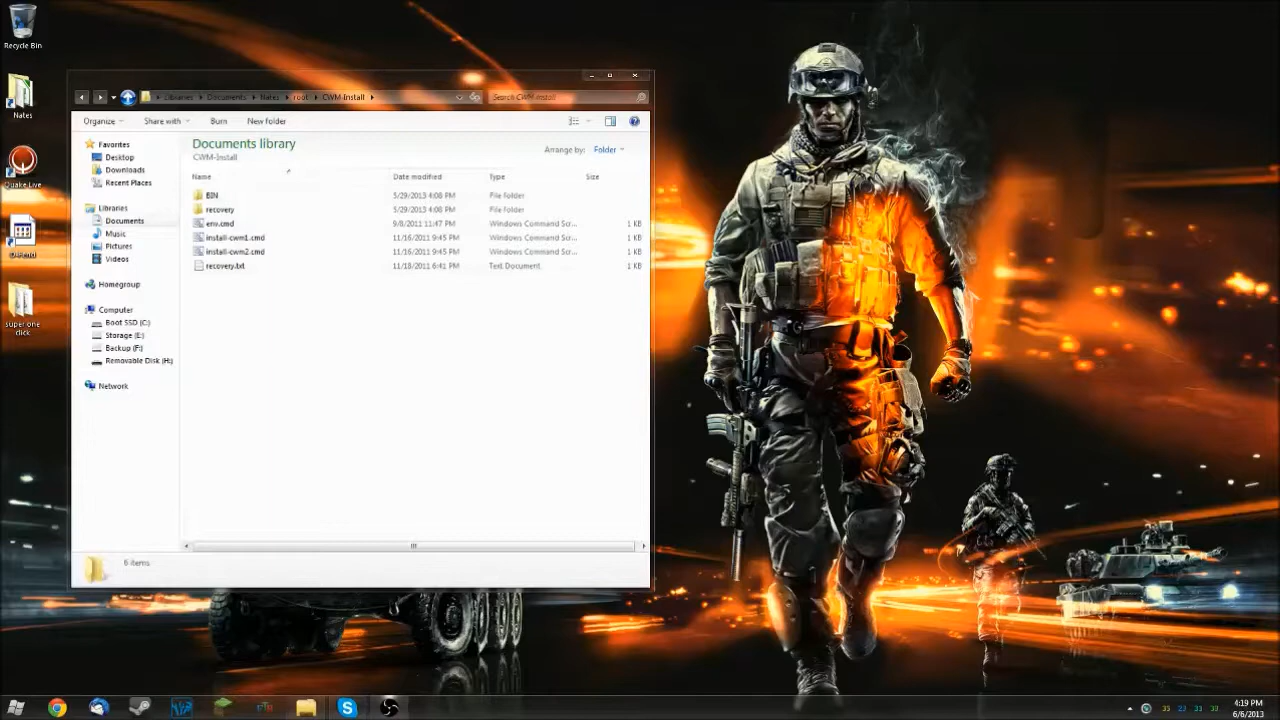 Recycle Bin
Nates
Quake Live
super one
click
Libraries
Documents
Nates
root
CWM-Install
Search CWM-Install
Organize
Share with
Burn
New folder
Documents library
CWM-Install
Arrange by: Folder
Name
Date modified
Type
Size
Favorites
Desktop
Downloads
Recent Places
Libraries
Documents
Music
Pictures
Videos
Homegroup
Computer
Boot SSD (C:)
Storage (E:)
Backup (F:)
Removable Disk (H:)
Network
BIN 5/29/2013 4:08 PM File folder
recovery 5/29/2013 4:08 PM File folder
env.cmd 9/8/2011 11:47 PM Windows Command Scr... 1 KB
install-cwm1.cmd 11/16/2011 9:45 PM Windows Command Scr... 1 KB
install-cwm2.cmd 11/16/2011 9:45 PM Windows Command Scr... 1 KB
recovery.txt 11/18/2011 6:41 PM Text Document 1 KB
6 items
4:19 PM
6/6/2013